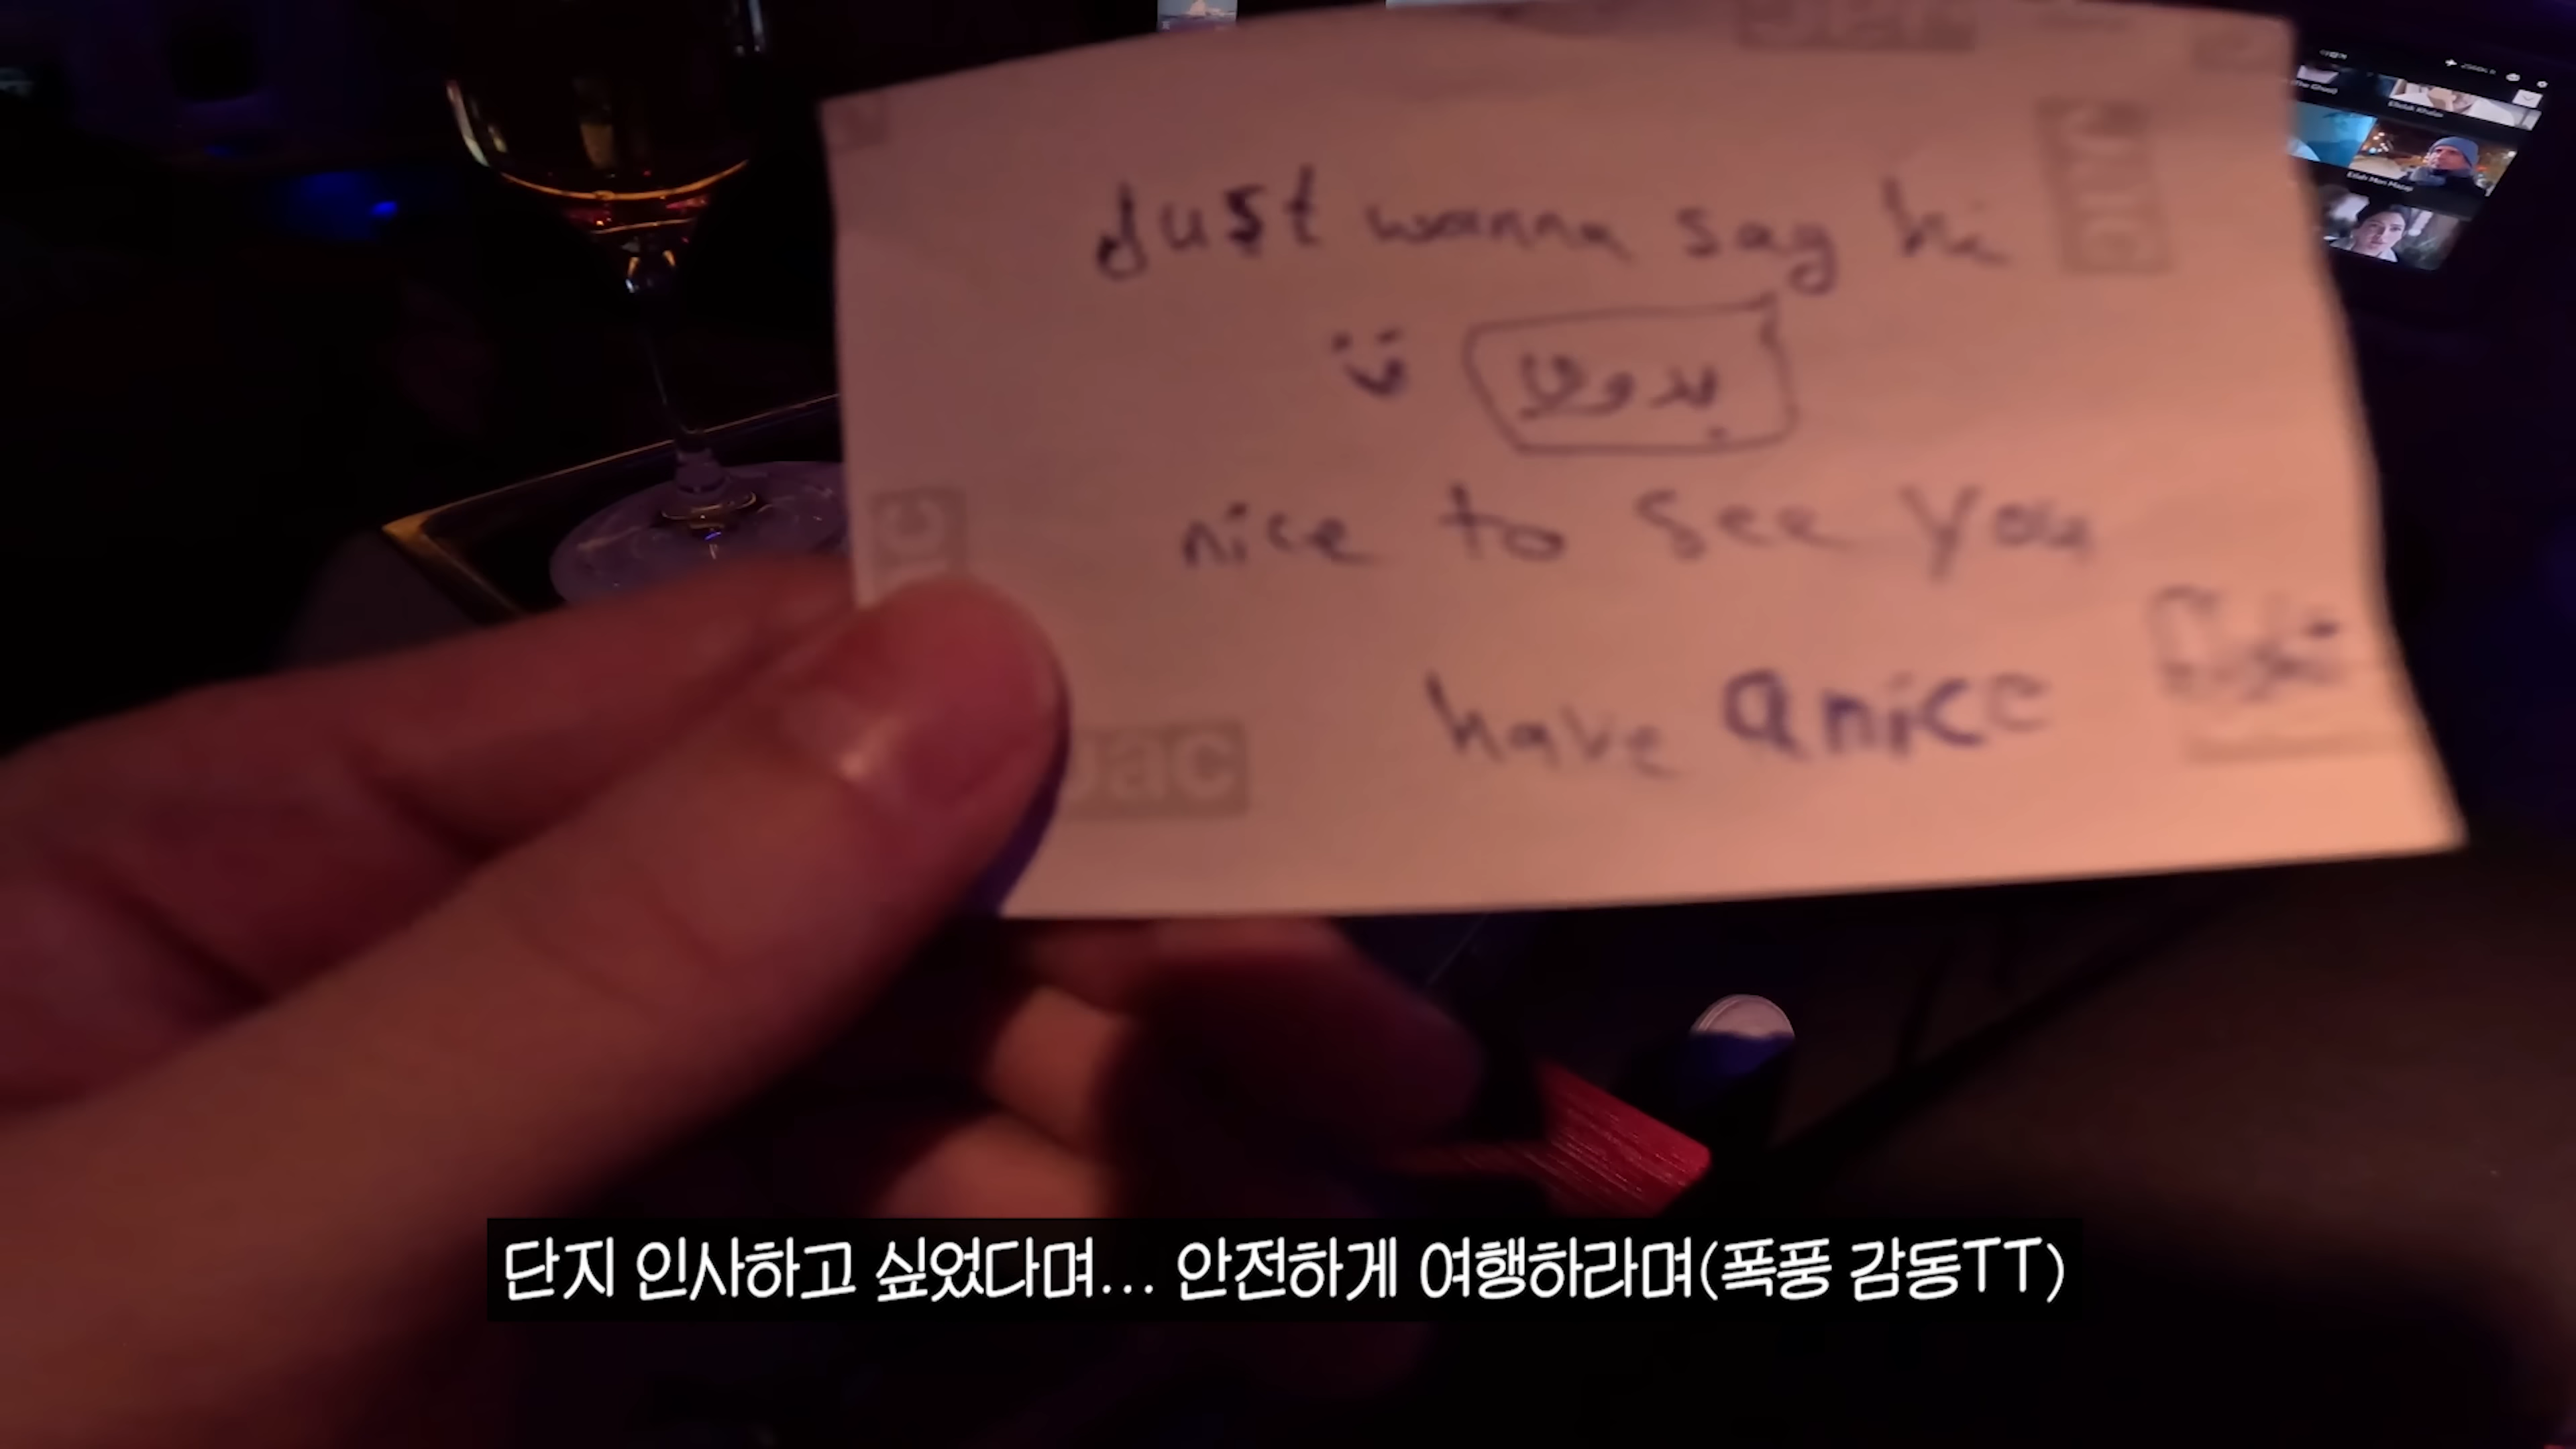 Just wanna say hi
nice to see you
have a nice
bac
단지 인사하고 싶었다며... 안전하게 여행하라며(폭풍 감동TT)